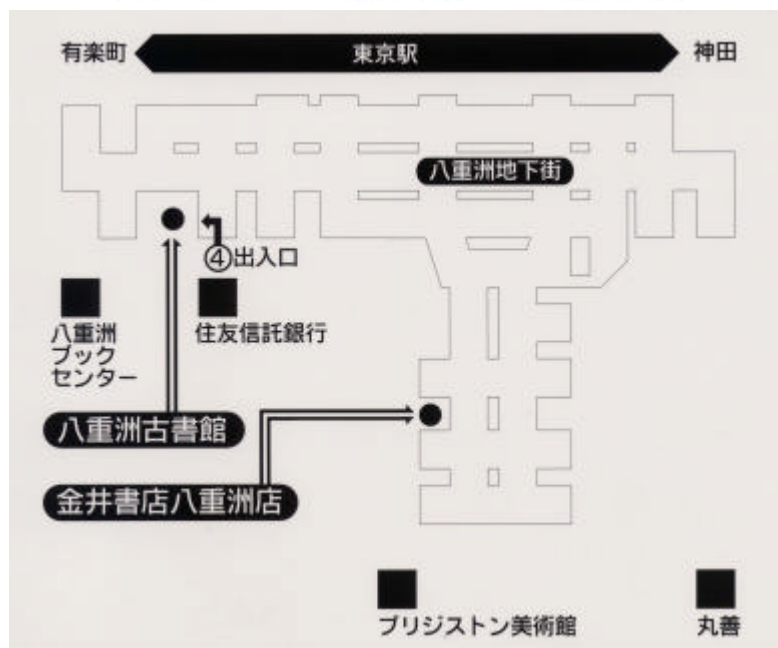 有楽町
東京駅
神田
八重洲地下街
④出入口
八重洲
ブック
センター
住友信託銀行
八重洲古書館
金井書店八重洲店
ブリジストン美術館
丸善